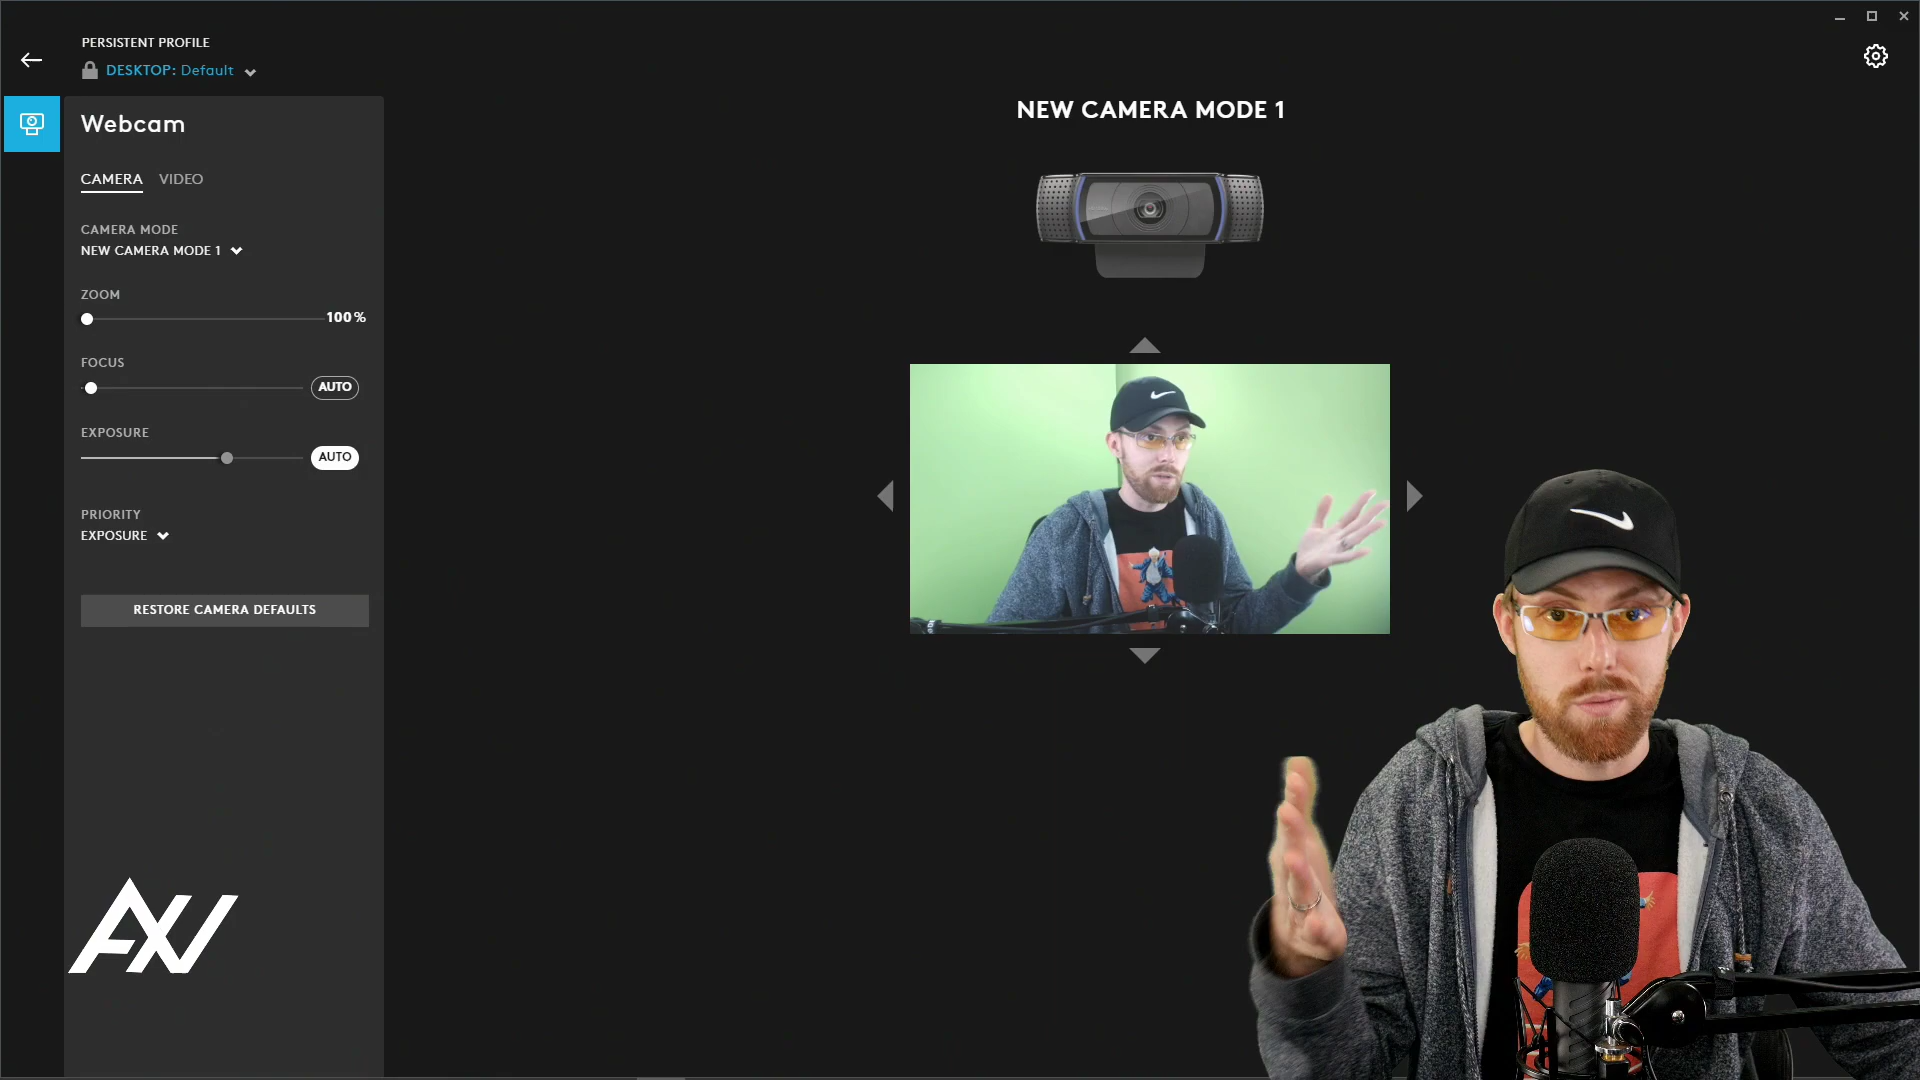 PERSISTENT PROFILE
DESKTOP: Default
NEW CAMERA MODE 1
Webcam
CAMERA VIDEO
CAMERA MODE
NEW CAMERA MODE 1
ZOOM
100%
FOCUS
AUTO
EXPOSURE
AUTO
PRIORITY
EXPOSURE
RESTORE CAMERA DEFAULTS